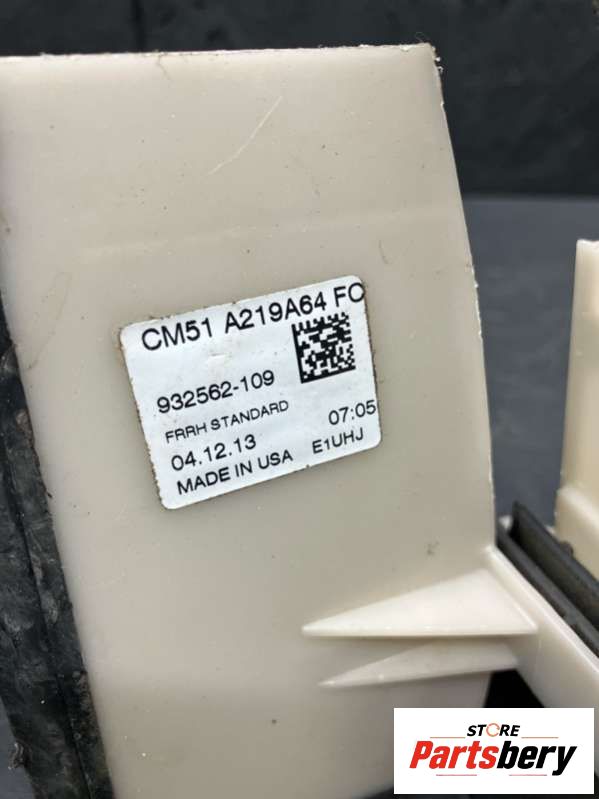 CM51 A219A64 FC
932562-109
FRRH STANDARD
07:05
04.12.13
E1UHJ
MADE IN USA
STORE
Partsbery